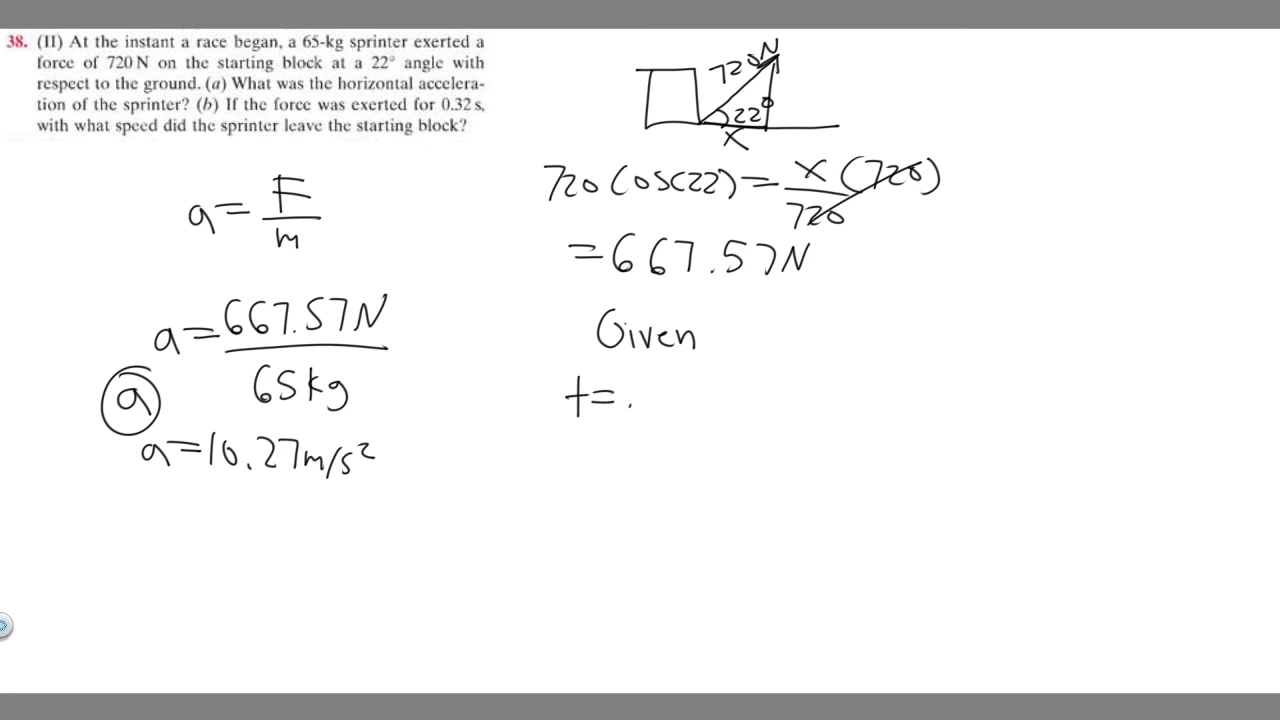 38. (II) At the instant a race began, a 65-kg sprinter exerted a
force of 720 N on the starting block at a 22° angle with
respect to the ground. (a) What was the horizontal accelera-
tion of the sprinter? (b) If the force was exerted for 0.32 s,
with what speed did the sprinter leave the starting block?
720N
22°
x
720 cos(22) = x/720 (720)
= 667.57N
a = F/m
a = 667.57N/65kg
a
a = 10.27m/s²
Given
t = .